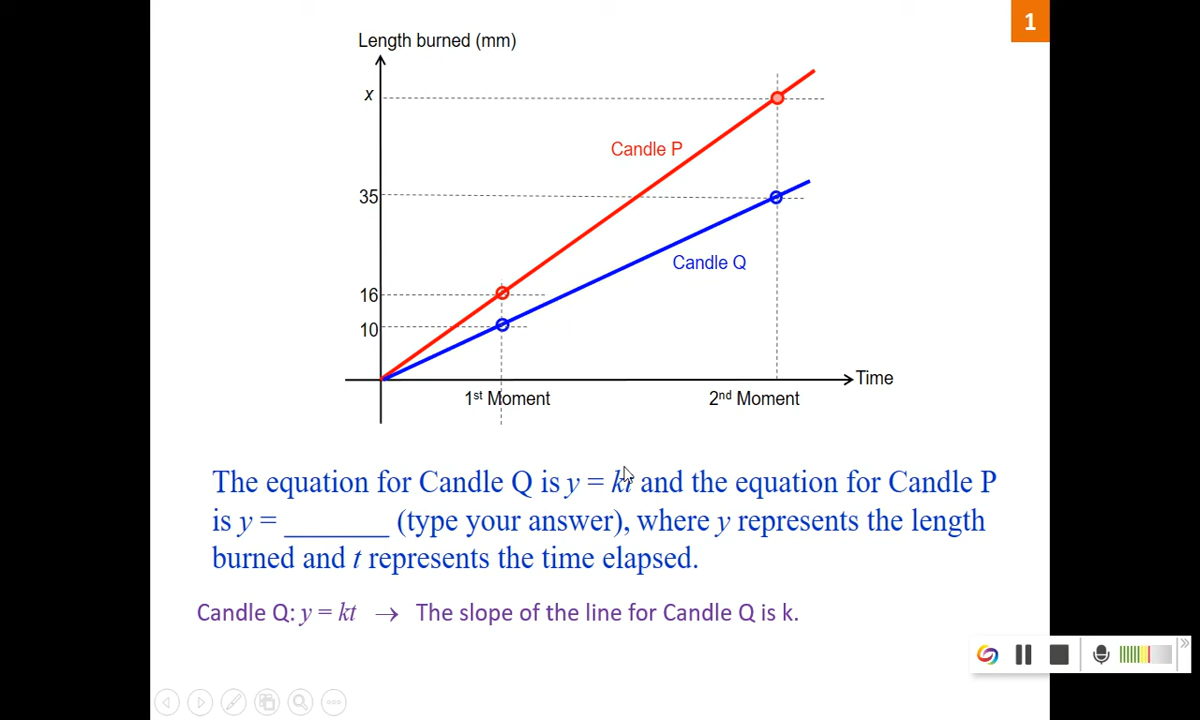 1
Length burned (mm)
x
Candle P
35
Candle Q
16
10
Time
1st Moment
2nd Moment
The equation for Candle Q is y = kt and the equation for Candle P
is y = _______ (type your answer), where y represents the length
burned and t represents the time elapsed.
Candle Q: y = kt → The slope of the line for Candle Q is k.